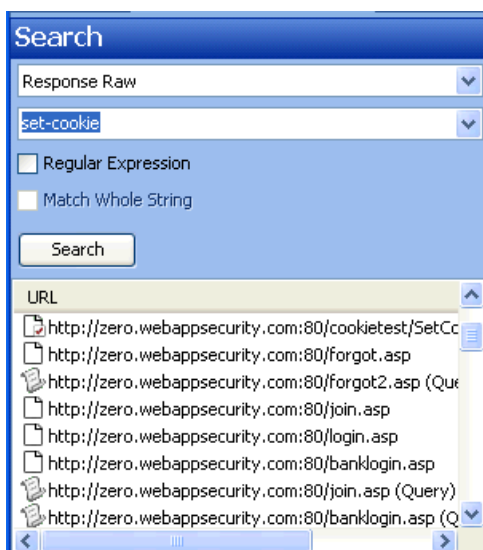 Search
Response Raw
set-cookie
Regular Expression
Match Whole String
Search
URL
http://zero.webappsecurity.com:80/cookietest/SetCo
http://zero.webappsecurity.com:80/forgot.asp
http://zero.webappsecurity.com:80/forgot2.asp (Que
http://zero.webappsecurity.com:80/join.asp
http://zero.webappsecurity.com:80/login.asp
http://zero.webappsecurity.com:80/banklogin.asp
http://zero.webappsecurity.com:80/join.asp (Query)
http://zero.webappsecurity.com:80/banklogin.asp (Q